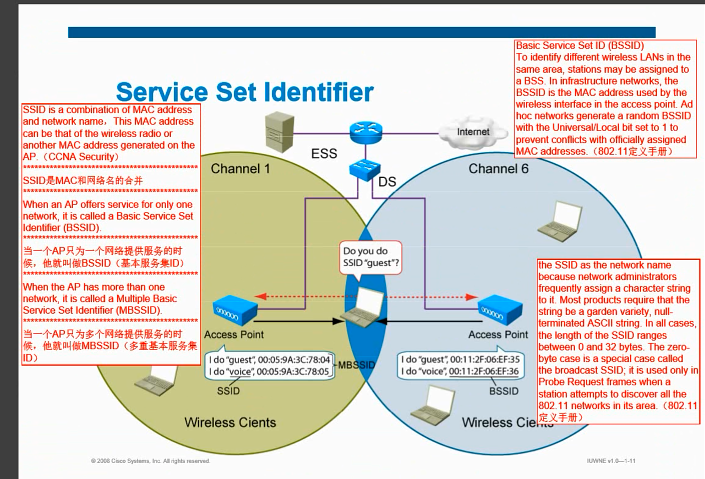 Service Set Identifier
Basic Service Set ID (BSSID)
To identify different wireless LANs in the
same area, stations may be assigned to
a BSS. In infrastructure networks, the
BSSID is the MAC address used by the
wireless interface in the access point. Ad
hoc networks generate a random BSSID
with the Universal/Local bit set to 1 to
prevent conflicts with officially assigned
MAC addresses.（802.11定义手册）
SSID is a combination of MAC address
and network name，This MAC address
can be that of the wireless radio or
another MAC address generated on the
AP.（CCNA Security）
SSID是MAC和网络名的合并
When an AP offers service for only one
network, it is called a Basic Service Set
Identifier (BSSID).
当一个AP只为一个网络提供服务的时
候，他就叫做BSSID（基本服务集ID）
When the AP has more than one
network, it is called a Multiple Basic
Service Set Identifier (MBSSID).
当一个AP只为多个网络提供服务的时
候，他就叫做MBSSID（多重基本服务集
ID）
Internet
ESS
DS
Channel 1
Channel 6
Do you do
SSID "guest"?
Access Point
Access Point
I do "guest", 00:05:9A:3C:78:04
I do "voice", 00:05:9A:3C:78:05
MBSSID
SSID
I do "guest", 00:11:2F:06:EF:35
I do "voice", 00:11:2F:06:EF:36
BSSID
Wireless Cients
Wireless Cients
the SSID as the network name
because network administrators
frequently assign a character string
to it. Most products require that the
string be a garden variety, null-
terminated ASCII string. In all cases,
the length of the SSID ranges
between 0 and 32 bytes. The zero-
byte case is a special case called
the broadcast SSID; it is used only in
Probe Request frames when a
station attempts to discover all the
802.11 networks in its area.（802.11
定义手册）
© 2008 Cisco Systems, Inc. All rights reserved.
IUWNE v1.0—1-11